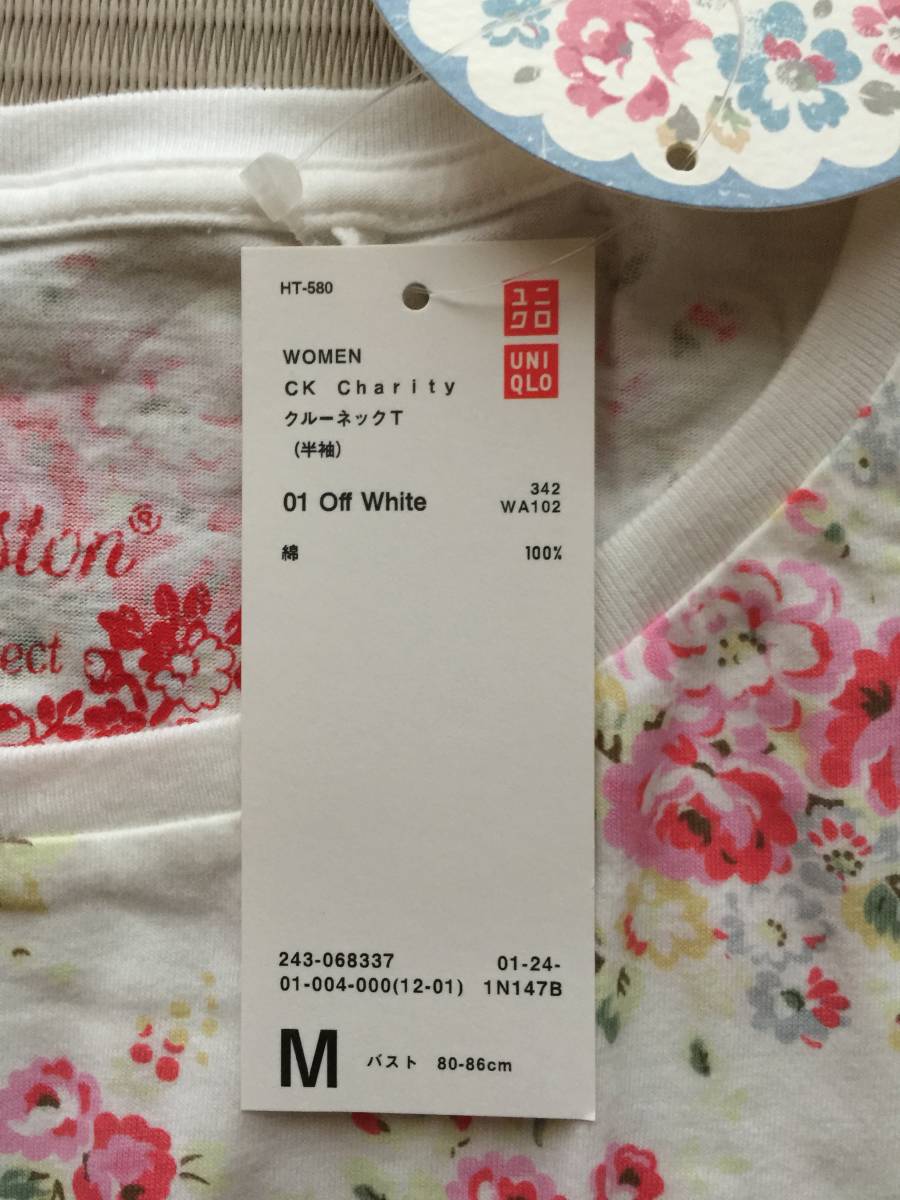 HT-580
ユニ
クロ
UNI
QLO
WOMEN
CK Charity
クルーネックT
(半袖)
01 Off White
342
WA102
綿 100%
ston®
ect
243-068337 01-24-
01-004-000(12-01) 1N147B
M バスト 80-86cm